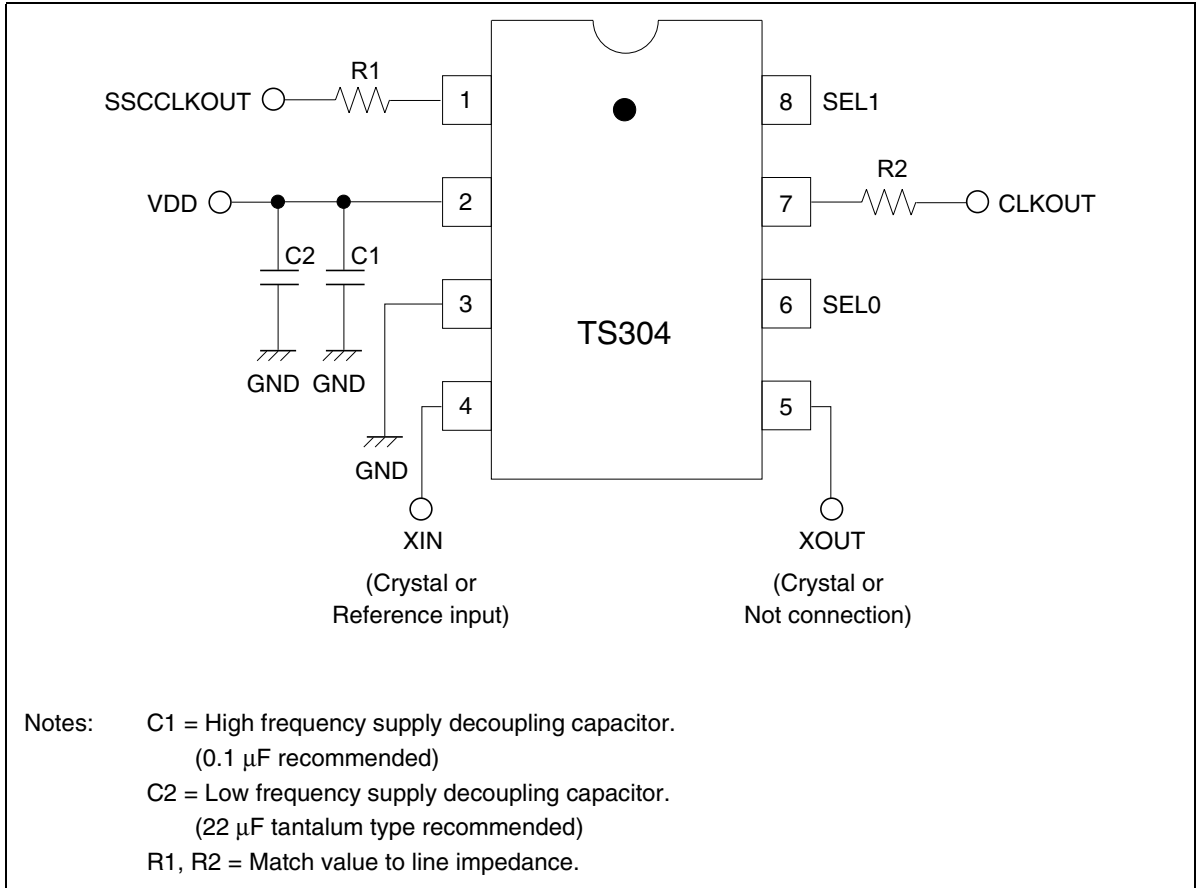 R1
SSCCLKOUT
1
8 SEL1
R2
VDD
2
7
CLKOUT
C2 C1
3
6 SEL0
TS304
GND GND
4
5
GND
XIN
XOUT
(Crystal or
Reference input)
(Crystal or
Not connection)
Notes: C1 = High frequency supply decoupling capacitor.
(0.1 μF recommended)
C2 = Low frequency supply decoupling capacitor.
(22 μF tantalum type recommended)
R1, R2 = Match value to line impedance.